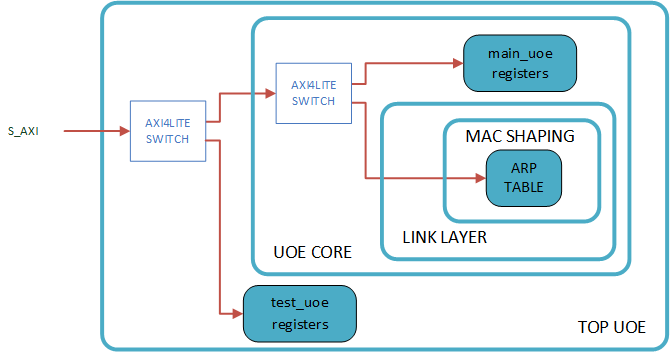 main_uoe
registers
AXI4LITE
SWITCH
AXI4LITE
SWITCH
S_AXI
MAC SHAPING
ARP
TABLE
LINK LAYER
UOE CORE
test_uoe
registers
TOP UOE